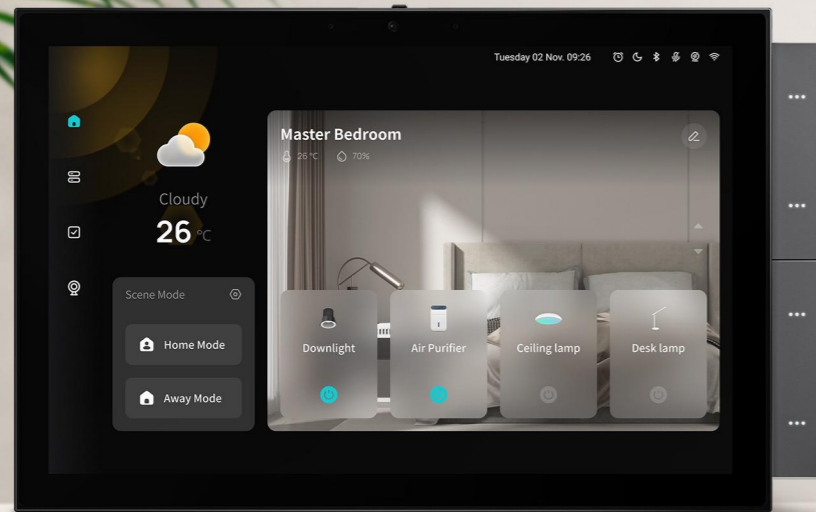 Tuesday 02 Nov. 09:26
Master Bedroom
26 °C 70%
Cloudy
26 °C
Scene Mode
Home Mode
Away Mode
Downlight
Air Purifier
Ceiling lamp
Desk lamp